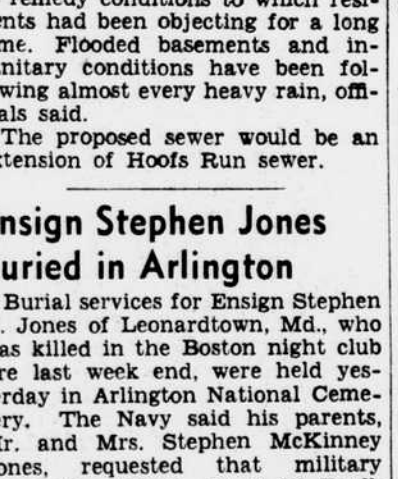 remedy conditions to which resi-
ents had been objecting for a long
me. Flooded basements and in-
nitary conditions have been fol-
wing almost every heavy rain, offi-
als said.
The proposed sewer would be an
xtension of Hoofs Run sewer.
nsign Stephen Jones
uried in Arlington
Burial services for Ensign Stephen
. Jones of Leonardtown, Md., who
as killed in the Boston night club
re last week end, were held yes-
erday in Arlington National Ceme-
ery. The Navy said his parents,
r. and Mrs. Stephen McKinney
ones, requested that military